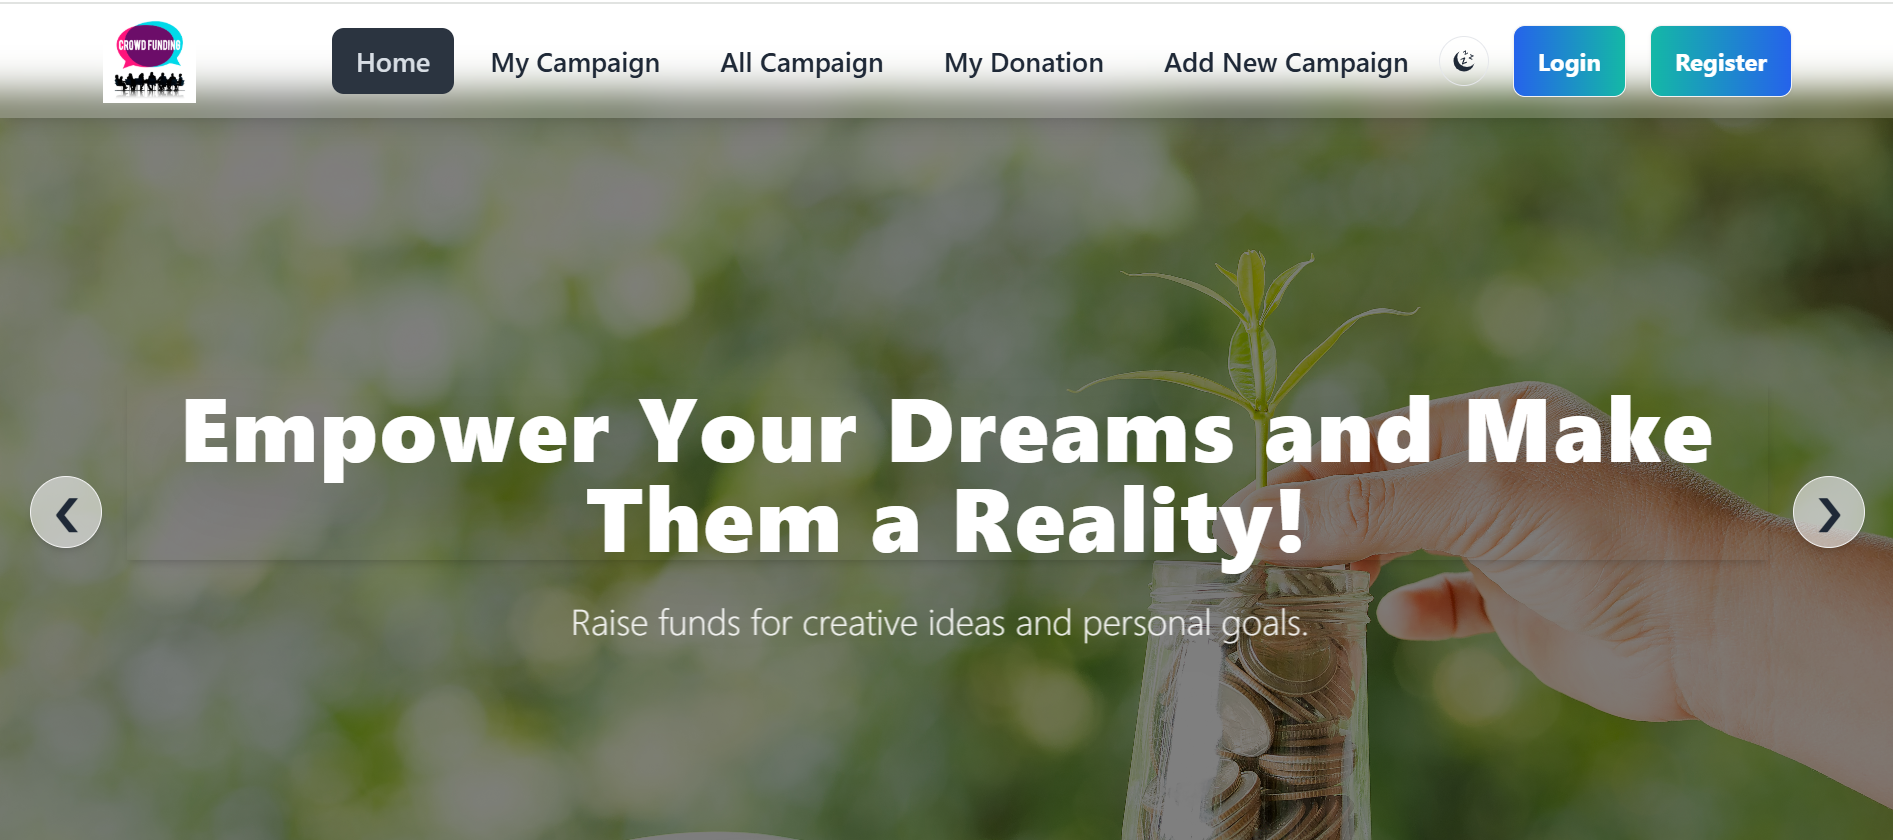 CROWD FUNDING
Home
My Campaign
All Campaign
My Donation
Add New Campaign
Login
Register
Empower Your Dreams and Make
Them a Reality!
Raise funds for creative ideas and personal goals.